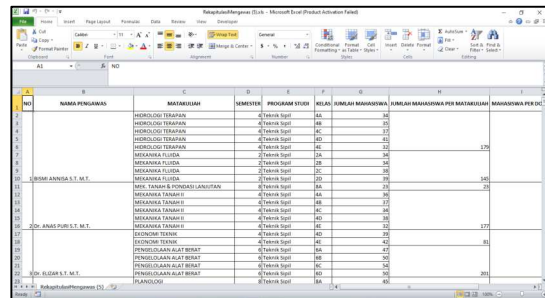 RekapitulasiMengawas (5).xls - Microsoft Excel (Product Activation Failed)
File Home Insert Page Layout Formulas Data Review View Developer
Cut
Copy
Format Painter
Paste
Clipboard
Calibri 11
Font
Wrap Text
Merge & Center
Alignment
General
Number
Conditional Formatting Format as Table Cell Styles
Styles
Insert Delete Format
Cells
AutoSum
Fill
Clear
Sort & Filter Find & Select
Editing
A1 fx NO
A B C D E F G H I
1 NO NAMA PENGAWAS MATAKULIAH SEMESTER PROGRAM STUDI KELAS JUMLAH MAHASISWA JUMLAH MAHASISWA PER MATAKULIAH MAHASISWA PER DO
2 HIDROLOGI TERAPAN 4 Teknik Sipil 4A 34
3 HIDROLOGI TERAPAN 4 Teknik Sipil 4B 35
4 HIDROLOGI TERAPAN 4 Teknik Sipil 4C 37
5 HIDROLOGI TERAPAN 4 Teknik Sipil 4D 41
6 HIDROLOGI TERAPAN 4 Teknik Sipil 4E 32 179
7 MEKANIKA FLUIDA 2 Teknik Sipil 2A 34
8 MEKANIKA FLUIDA 2 Teknik Sipil 2B 34
9 MEKANIKA FLUIDA 2 Teknik Sipil 2C 38
10 1 BISMI ANNISA S.T. M.T. MEKANIKA FLUIDA 2 Teknik Sipil 2D 39 145
11 MEK. TANAH & PONDASI LANJUTAN 8 Teknik Sipil 8A 23 23
12 MEKANIKA TANAH II 4 Teknik Sipil 4A 36
13 MEKANIKA TANAH II 4 Teknik Sipil 4B 37
14 MEKANIKA TANAH II 4 Teknik Sipil 4C 34
15 MEKANIKA TANAH II 4 Teknik Sipil 4D 38
16 2 Dr. ANAS PURI S.T. M.T. MEKANIKA TANAH II 4 Teknik Sipil 4E 32 177
17 EKONOMI TEKNIK 4 Teknik Sipil 4D 39
18 EKONOMI TEKNIK 4 Teknik Sipil 4E 42 81
19 PENGELOLAAN ALAT BERAT 6 Teknik Sipil 6A 47
20 PENGELOLAAN ALAT BERAT 6 Teknik Sipil 6B 50
21 PENGELOLAAN ALAT BERAT 6 Teknik Sipil 6C 54
22 3 Dr. ELIZAR S.T. M.T. PENGELOLAAN ALAT BERAT 6 Teknik Sipil 6D 50 201
23 PLANOLOGI 8 Teknik Sipil 8A 45
RekapitulasiMengawas (5)
Ready 100%